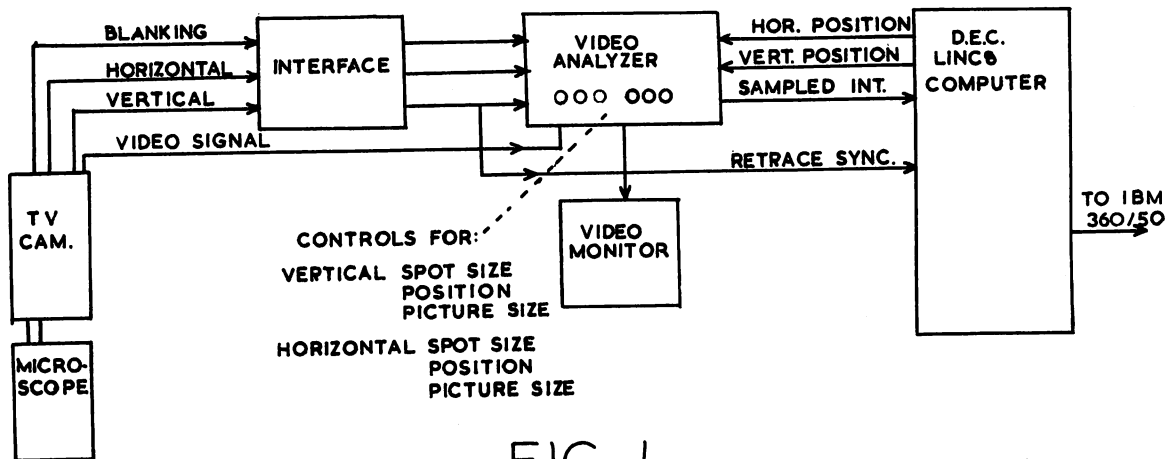 BLANKING
HORIZONTAL
VERTICAL
VIDEO SIGNAL
INTERFACE
VIDEO
ANALYZER
HOR. POSITION
VERT. POSITION
SAMPLED INT.
RETRACE SYNC.
D.E.C.
LINC8
COMPUTER
TO IBM
360/50
TV
CAM.
MICRO-
SCOPE
VIDEO
MONITOR
CONTROLS FOR:
VERTICAL SPOT SIZE
POSITION
PICTURE SIZE
HORIZONTAL SPOT SIZE
POSITION
PICTURE SIZE
FIG. 1